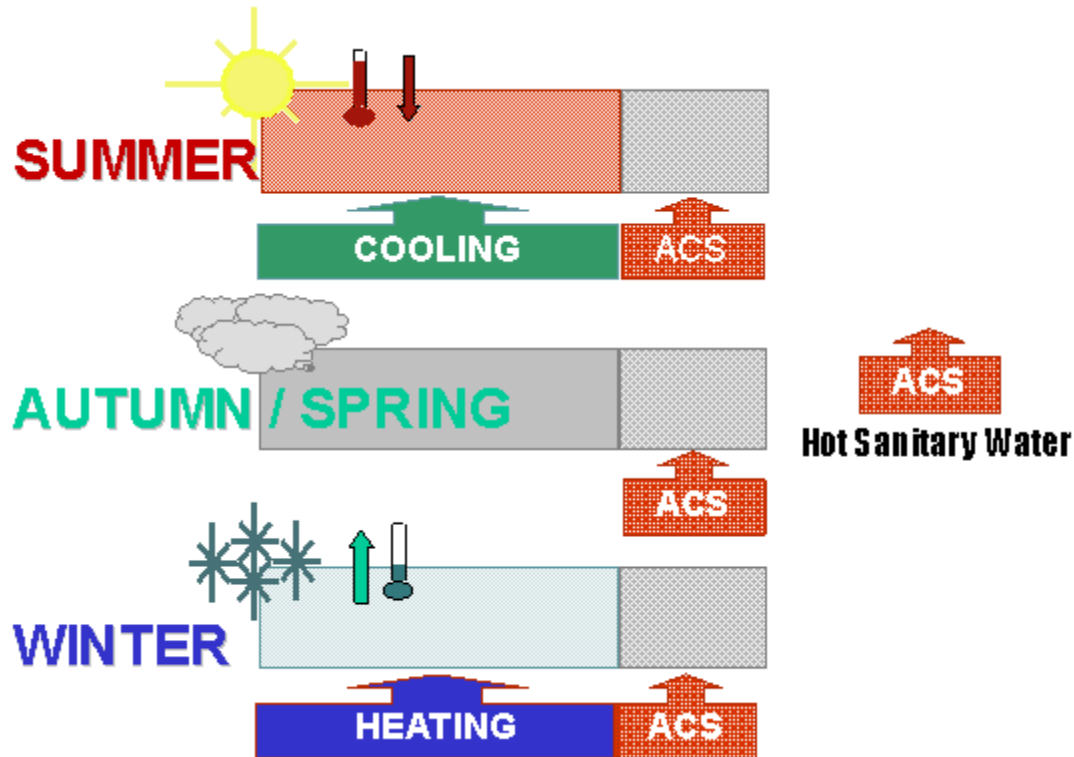 SUMMER
COOLING
ACS
AUTUMN / SPRING
ACS
ACS
Hot Sanitary Water
WINTER
HEATING
ACS